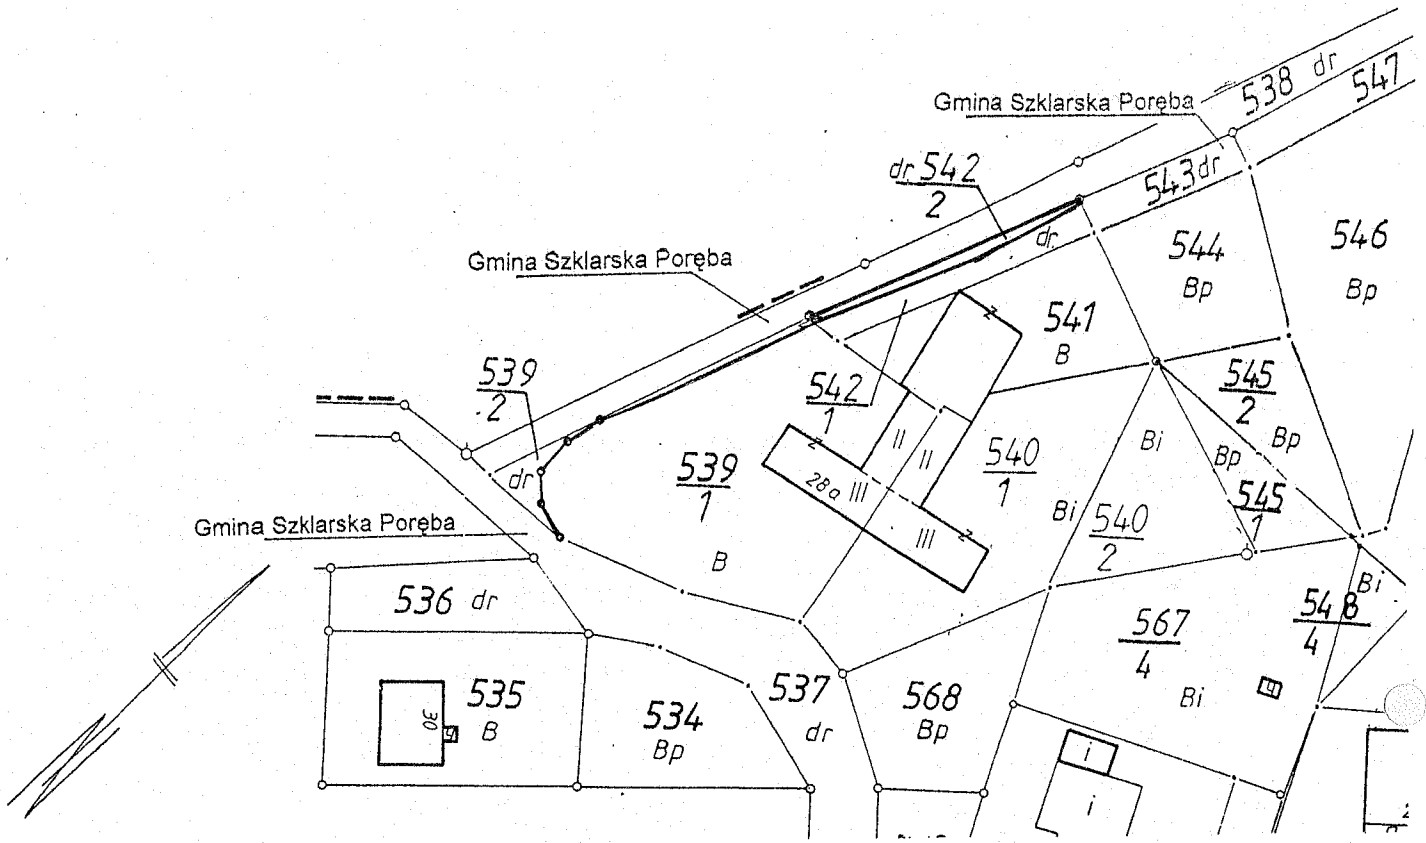 538 dr
547
Gmina Szklarska Poręba
dr 542
2
543 dr
dr
544
Bp
546
Bp
Gmina Szklarska Poręba
541
B
539
2
542
1
545
2
Bp
Bi
Bp
545
1
dr
539
1
II
II
540
1
28a
III
III
Bi
540
2
Gmina Szklarska Poręba
B
Bi
548
4
536 dr
567
4
Bi
535
B
30
534
Bp
537
dr
568
Bp
i
i